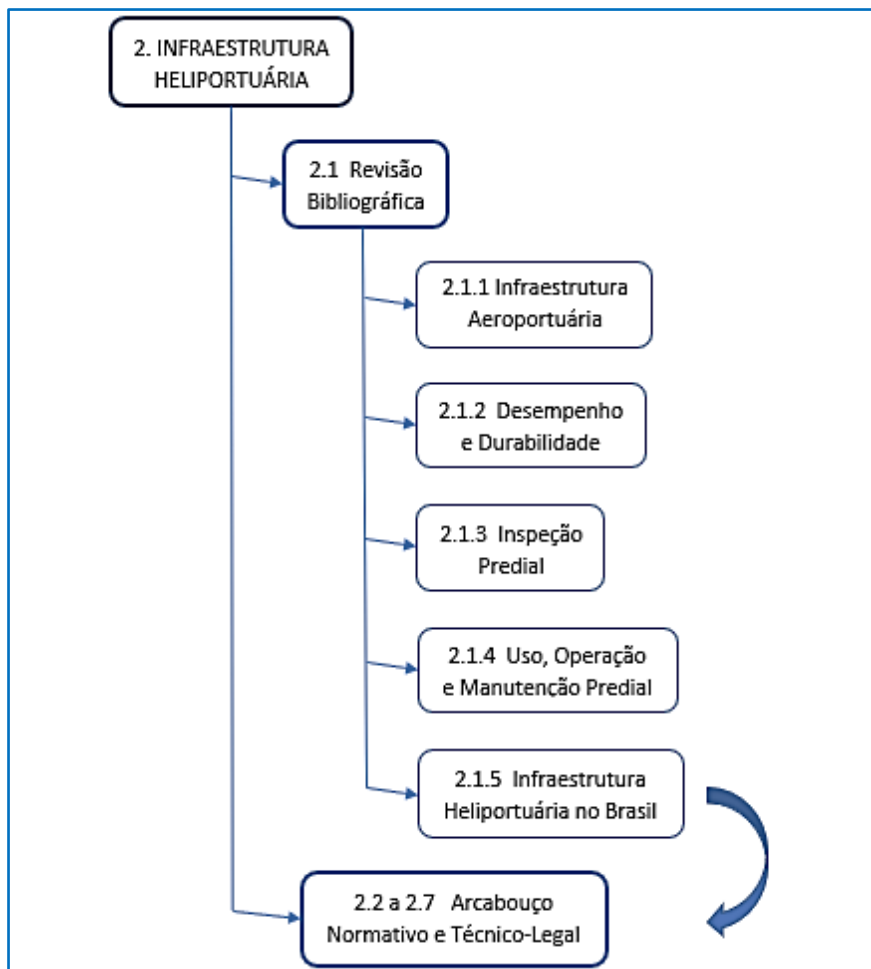 2. INFRAESTRUTURA
HELIPORTUÁRIA
2.1 Revisão
Bibliográfica
2.1.1 Infraestrutura
Aeroportuária
2.1.2 Desempenho
e Durabilidade
2.1.3 Inspeção
Predial
2.1.4 Uso, Operação
e Manutenção Predial
2.1.5 Infraestrutura
Heliportuária no Brasil
2.2 a 2.7 Arcabouço
Normativo e Técnico-Legal